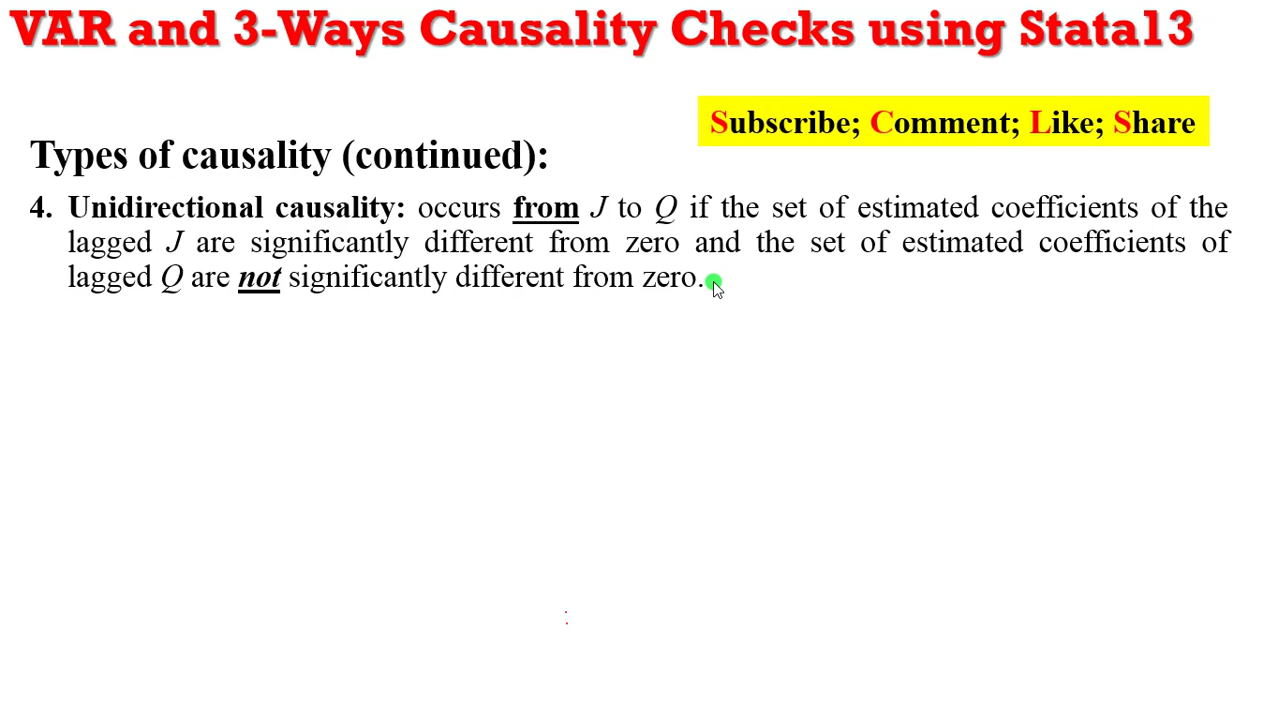 VAR and 3-Ways Causality Checks using Stata13
Subscribe; Comment; Like; Share
Types of causality (continued):
4. Unidirectional causality: occurs from J to Q if the set of estimated coefficients of the
lagged J are significantly different from zero and the set of estimated coefficients of
lagged Q are not significantly different from zero.